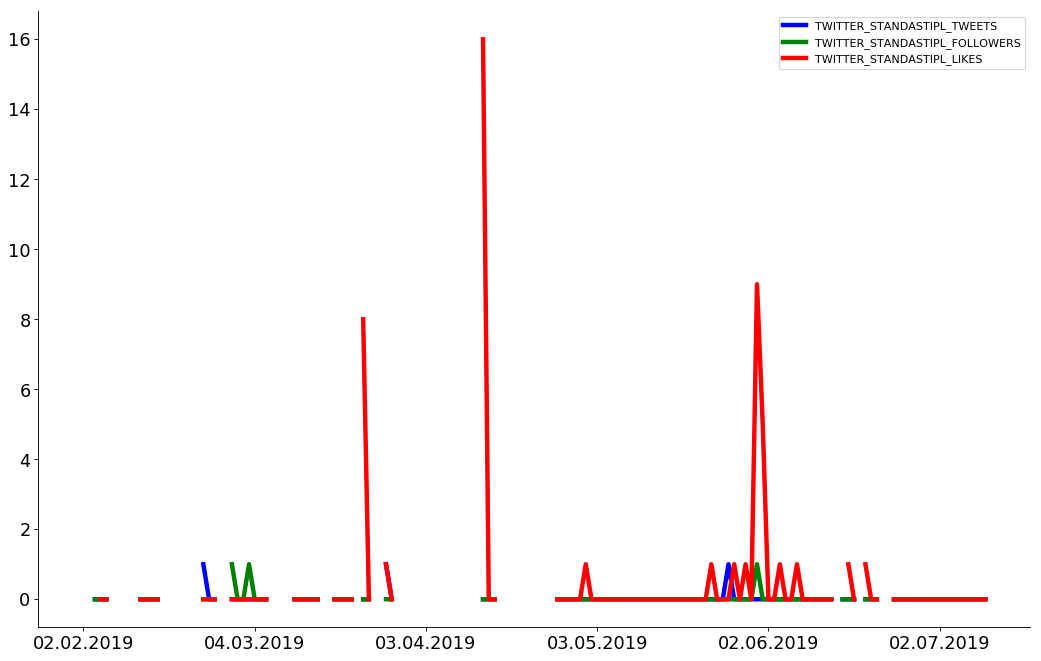 TWITTER_STANDASTIPL_TWEETS
TWITTER_STANDASTIPL_FOLLOWERS
TWITTER_STANDASTIPL_LIKES
16
14
12
10
8
6
4
2
0
02.02.2019 04.03.2019 03.04.2019 03.05.2019 02.06.2019 02.07.2019